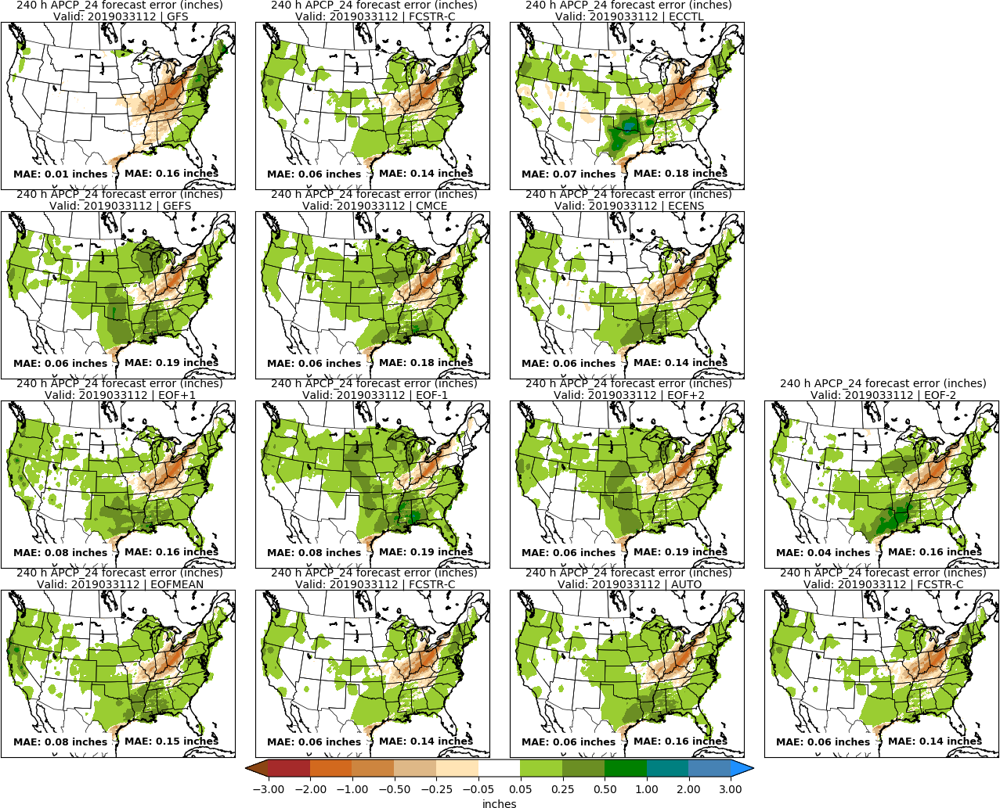 240 h APCP_24 forecast error (inches)
Valid: 2019033112 | GFS
MAE: 0.01 inches
MAE: 0.16 inches
240 h APCP_24 forecast error (inches)
Valid: 2019033112 | FCSTR-C
MAE: 0.06 inches
MAE: 0.14 inches
240 h APCP_24 forecast error (inches)
Valid: 2019033112 | ECCTL
MAE: 0.07 inches
MAE: 0.18 inches
240 h APCP_24 forecast error (inches)
Valid: 2019033112 | GEFS
MAE: 0.06 inches
MAE: 0.19 inches
240 h APCP_24 forecast error (inches)
Valid: 2019033112 | CMCE
MAE: 0.06 inches
MAE: 0.18 inches
240 h APCP_24 forecast error (inches)
Valid: 2019033112 | ECENS
MAE: 0.06 inches
MAE: 0.14 inches
240 h APCP_24 forecast error (inches)
Valid: 2019033112 | EOF+1
MAE: 0.08 inches
MAE: 0.16 inches
240 h APCP_24 forecast error (inches)
Valid: 2019033112 | EOF-1
MAE: 0.08 inches
MAE: 0.19 inches
240 h APCP_24 forecast error (inches)
Valid: 2019033112 | EOF+2
MAE: 0.06 inches
MAE: 0.19 inches
240 h APCP_24 forecast error (inches)
Valid: 2019033112 | EOF-2
MAE: 0.04 inches
MAE: 0.16 inches
240 h APCP_24 forecast error (inches)
Valid: 2019033112 | EOFMEAN
MAE: 0.08 inches
MAE: 0.15 inches
240 h APCP_24 forecast error (inches)
Valid: 2019033112 | FCSTR-C
MAE: 0.06 inches
MAE: 0.14 inches
240 h APCP_24 forecast error (inches)
Valid: 2019033112 | AUTO
MAE: 0.06 inches
MAE: 0.16 inches
240 h APCP_24 forecast error (inches)
Valid: 2019033112 | FCSTR-C
MAE: 0.06 inches
MAE: 0.14 inches
−3.00 −2.00 −1.00 −0.50 −0.25 −0.05 0.05 0.25 0.50 1.00 2.00 3.00
inches